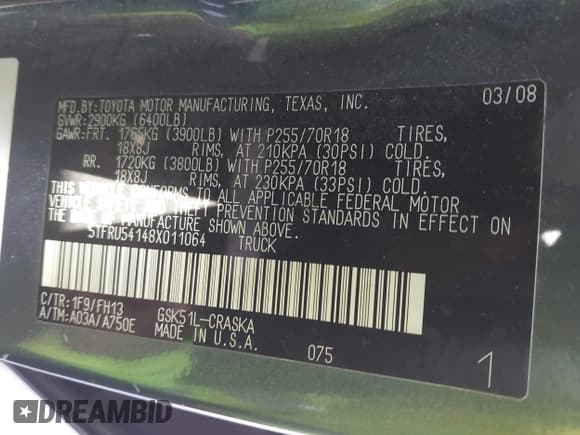 MFD.BY:TOYOTA MOTOR MANUFACTURING, TEXAS, INC. 03/08
GVWR:2900KG (6400LB)
GAWR:FRT. 1766KG (3900LB) WITH P255/70R18 TIRES,
18X8J RIMS, AT 210KPA (30PSI) COLD.
RR. 1720KG (3800LB) WITH P255/70R18 TIRES,
18X8J RIMS, AT 230KPA (33PSI) COLD.
THIS VEHICLE CONFORMS TO ALL APPLICABLE FEDERAL MOTOR
VEHICLE SAFETY AND THEFT PREVENTION STANDARDS IN EFFECT ON
THE DATE OF MANUFACTURE SHOWN ABOVE.
5TFRU54148X011064 TRUCK
C/TR:1F9/FH13 GSK51L-CRASKA
A/TM:A03A/A750E MADE IN U.S.A. 075 1
DREAMBID